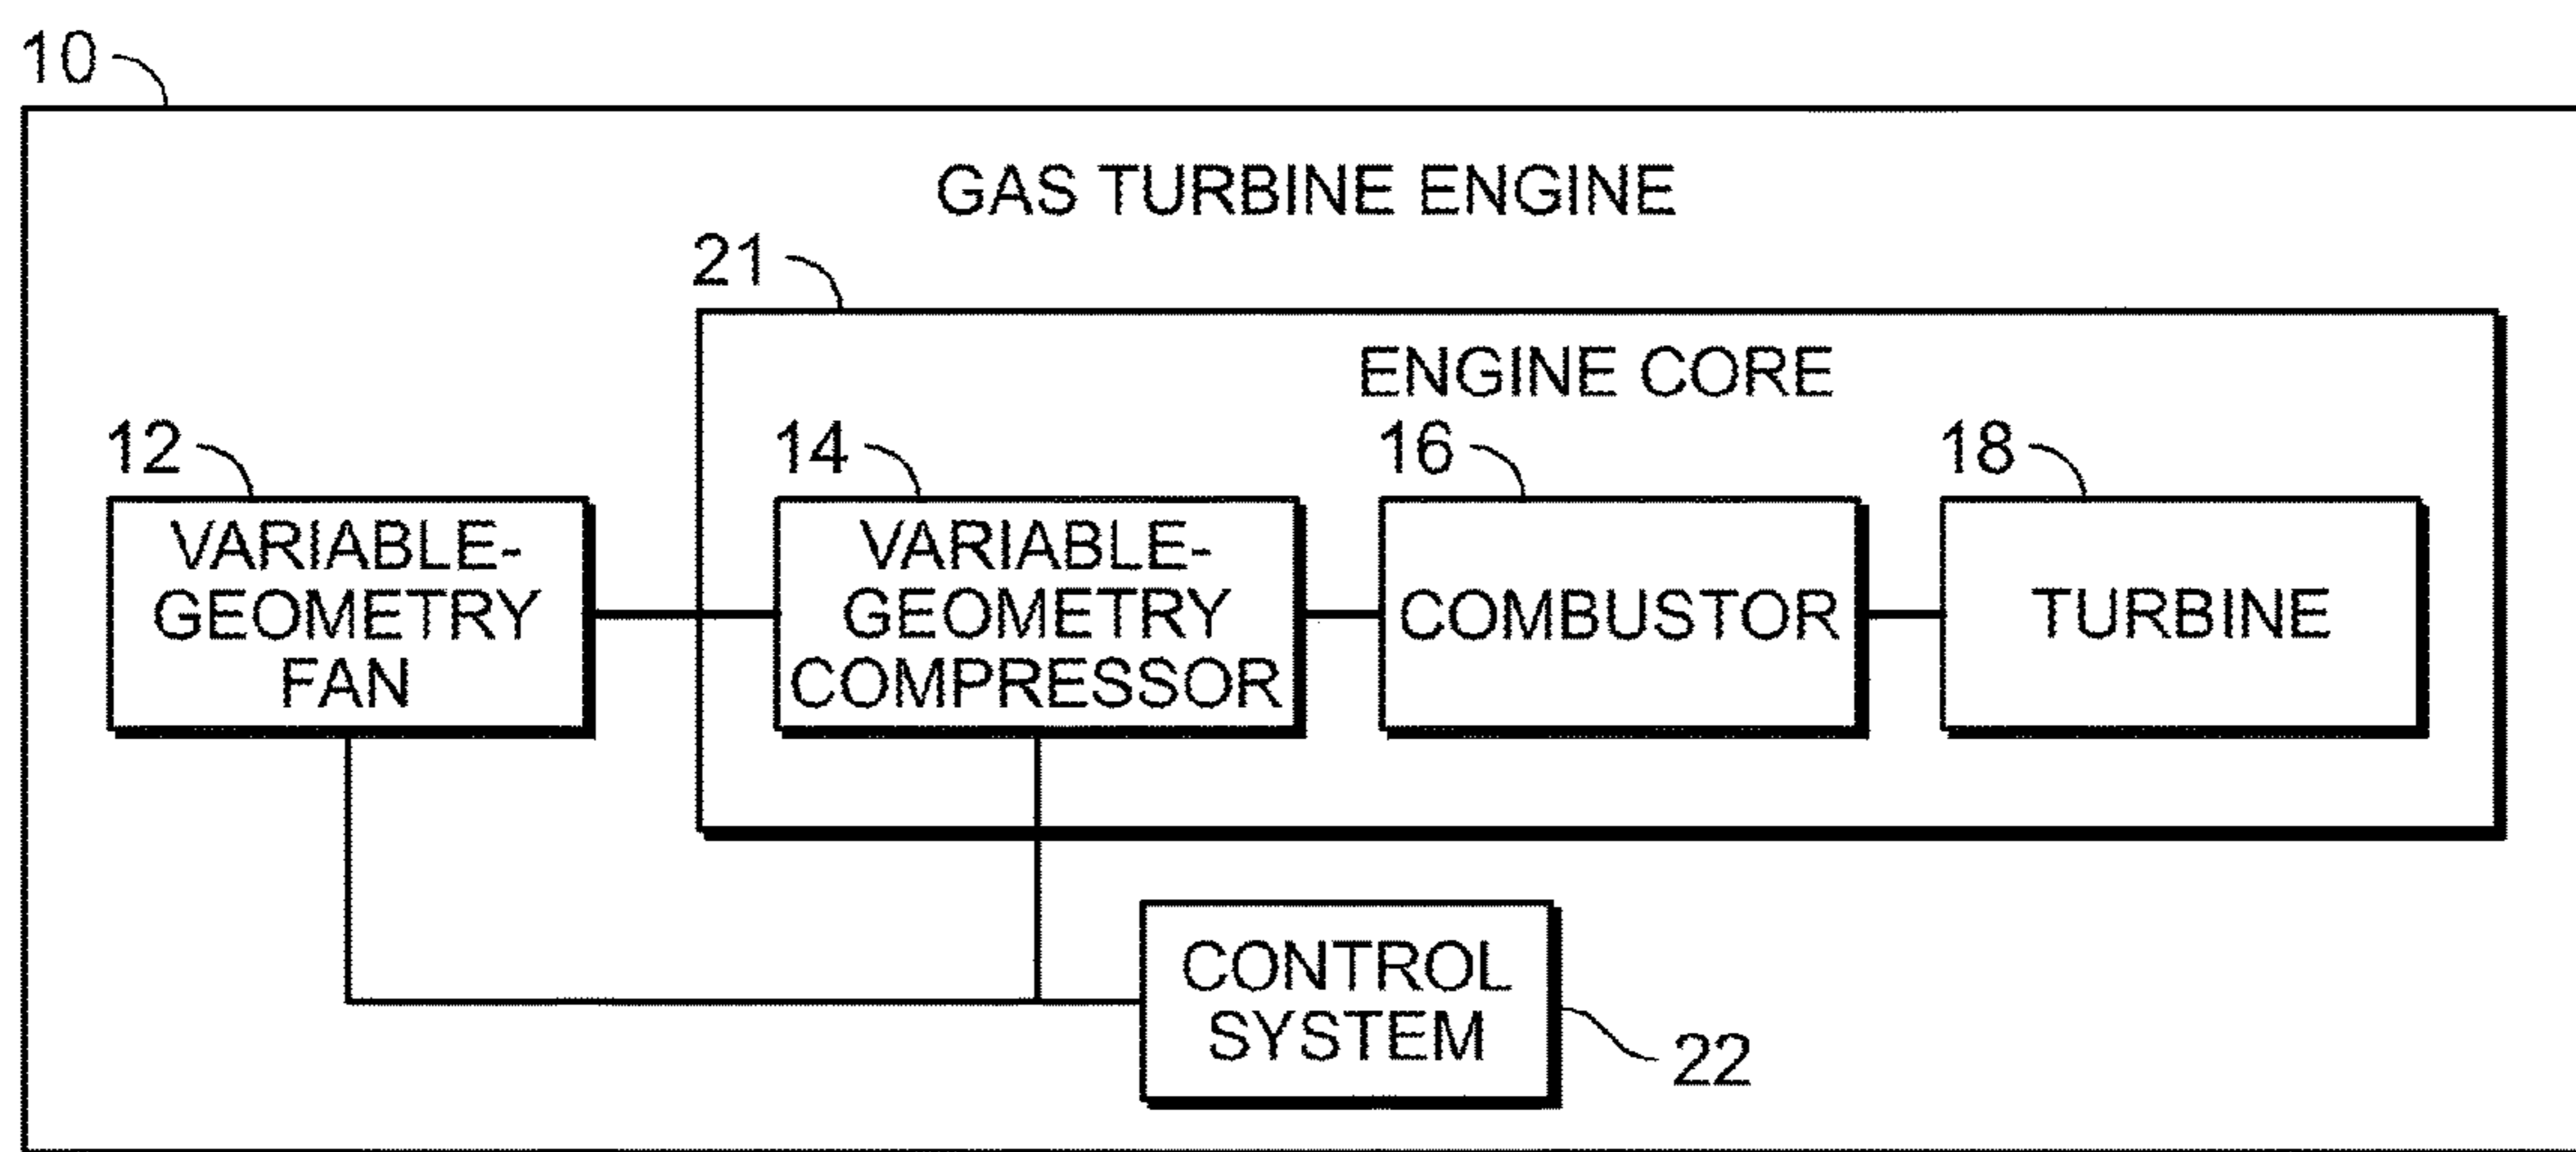 10
GAS TURBINE ENGINE
21
ENGINE CORE
12
14
16
18
VARIABLE-
GEOMETRY
FAN
VARIABLE-
GEOMETRY
COMPRESSOR
COMBUSTOR
TURBINE
CONTROL
SYSTEM
22